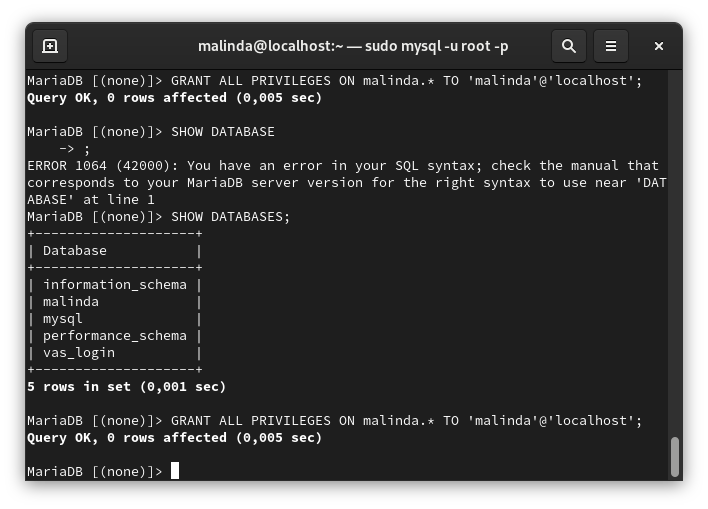 malinda@localhost:~ — sudo mysql -u root -p
MariaDB [(none)]> GRANT ALL PRIVILEGES ON malinda.* TO 'malinda'@'localhost';
Query OK, 0 rows affected (0,005 sec)
MariaDB [(none)]> SHOW DATABASE
    -> ;
ERROR 1064 (42000): You have an error in your SQL syntax; check the manual that
corresponds to your MariaDB server version for the right syntax to use near 'DAT
ABASE' at line 1
MariaDB [(none)]> SHOW DATABASES;
+--------------------+
| Database           |
+--------------------+
| information_schema |
| malinda            |
| mysql              |
| performance_schema |
| vas_login          |
+--------------------+
5 rows in set (0,001 sec)
MariaDB [(none)]> GRANT ALL PRIVILEGES ON malinda.* TO 'malinda'@'localhost';
Query OK, 0 rows affected (0,005 sec)
MariaDB [(none)]>